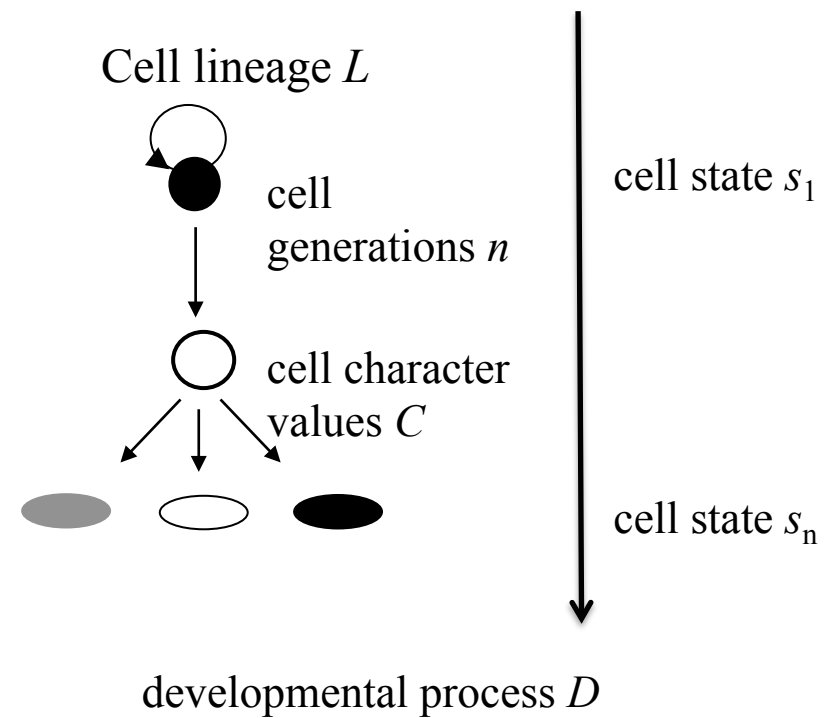 Cell lineage L
cell state s₁
cell
generations n
cell character
values C
cell state sₙ
developmental process D